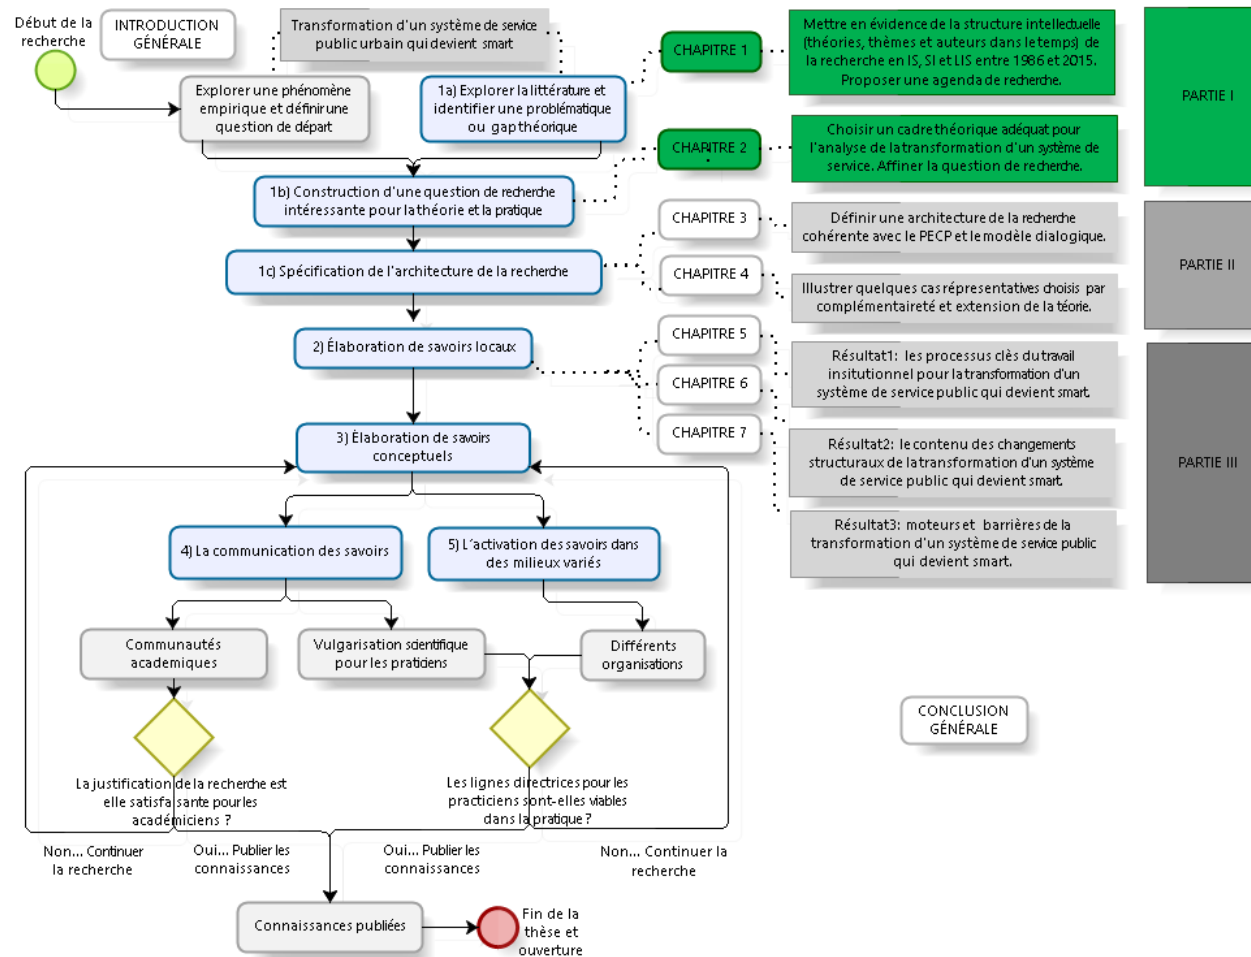 Début de la
recherche
INTRODUCTION
GÉNÉRALE
Transformation d'un système de service
public urbain qui devient smart
CHAPITRE 1
Mettre en évidence de la structure intellectuelle
(théories, thèmes et auteurs dans le temps) de
la recherche en IS, SI et LIS entre 1986 et 2015.
Proposer une agenda de recherche.
PARTIE I
Explorer une phénomène
empirique et définir une
question de départ
1a) Explorer la littérature et
identifier une problématique
ou gap théorique
CHAPITRE 2
Choisir un cadre théorique adéquat pour
l'analyse de la transformation d'un système de
service. Affiner la question de recherche.
1b) Construction d'une question de recherche
intéressante pour la théorie et la pratique
CHAPITRE 3
Définir une architecture de la recherche
cohérente avec le PECP et le modèle dialogique.
PARTIE II
1c) Spécification de l'architecture de la recherche
CHAPITRE 4
Illustrer quelques cas répresentatives choisis par
complémentaireté et extension de la téorie.
2) Élaboration de savoirs locaux
CHAPITRE 5
Résultat1: les processus clès du travail
insitutionnel pour la transformation d'un
système de service public qui devient smart.
CHAPITRE 6
CHAPITRE 7
Résultat2: le contenu des changements
structuraux de la transformation d'un système
de service public qui devient smart.
PARTIE III
3) Élaboration de savoirs
conceptuels
Résultat3: moteurs et barrières de la
transformation d'un système de service public
qui devient smart.
4) La communication des savoirs
5) L´activation des savoirs dans
des milieux variés
Communautés
académiques
Vulgarisation scientifique
pour les praticiens
Différents
organisations
CONCLUSION
GÉNÉRALE
La justification de la recherche est
elle satisfaisante pour les
académiciens ?
Les lignes directrices pour les
practiciens sont-elles viables
dans la pratique ?
Non... Continuer
la recherche
Oui... Publier les
connaissances
Oui... Publier les
connaissances
Non... Continuer la
recherche
Connaissances publiées
Fin de la
thèse et
ouverture